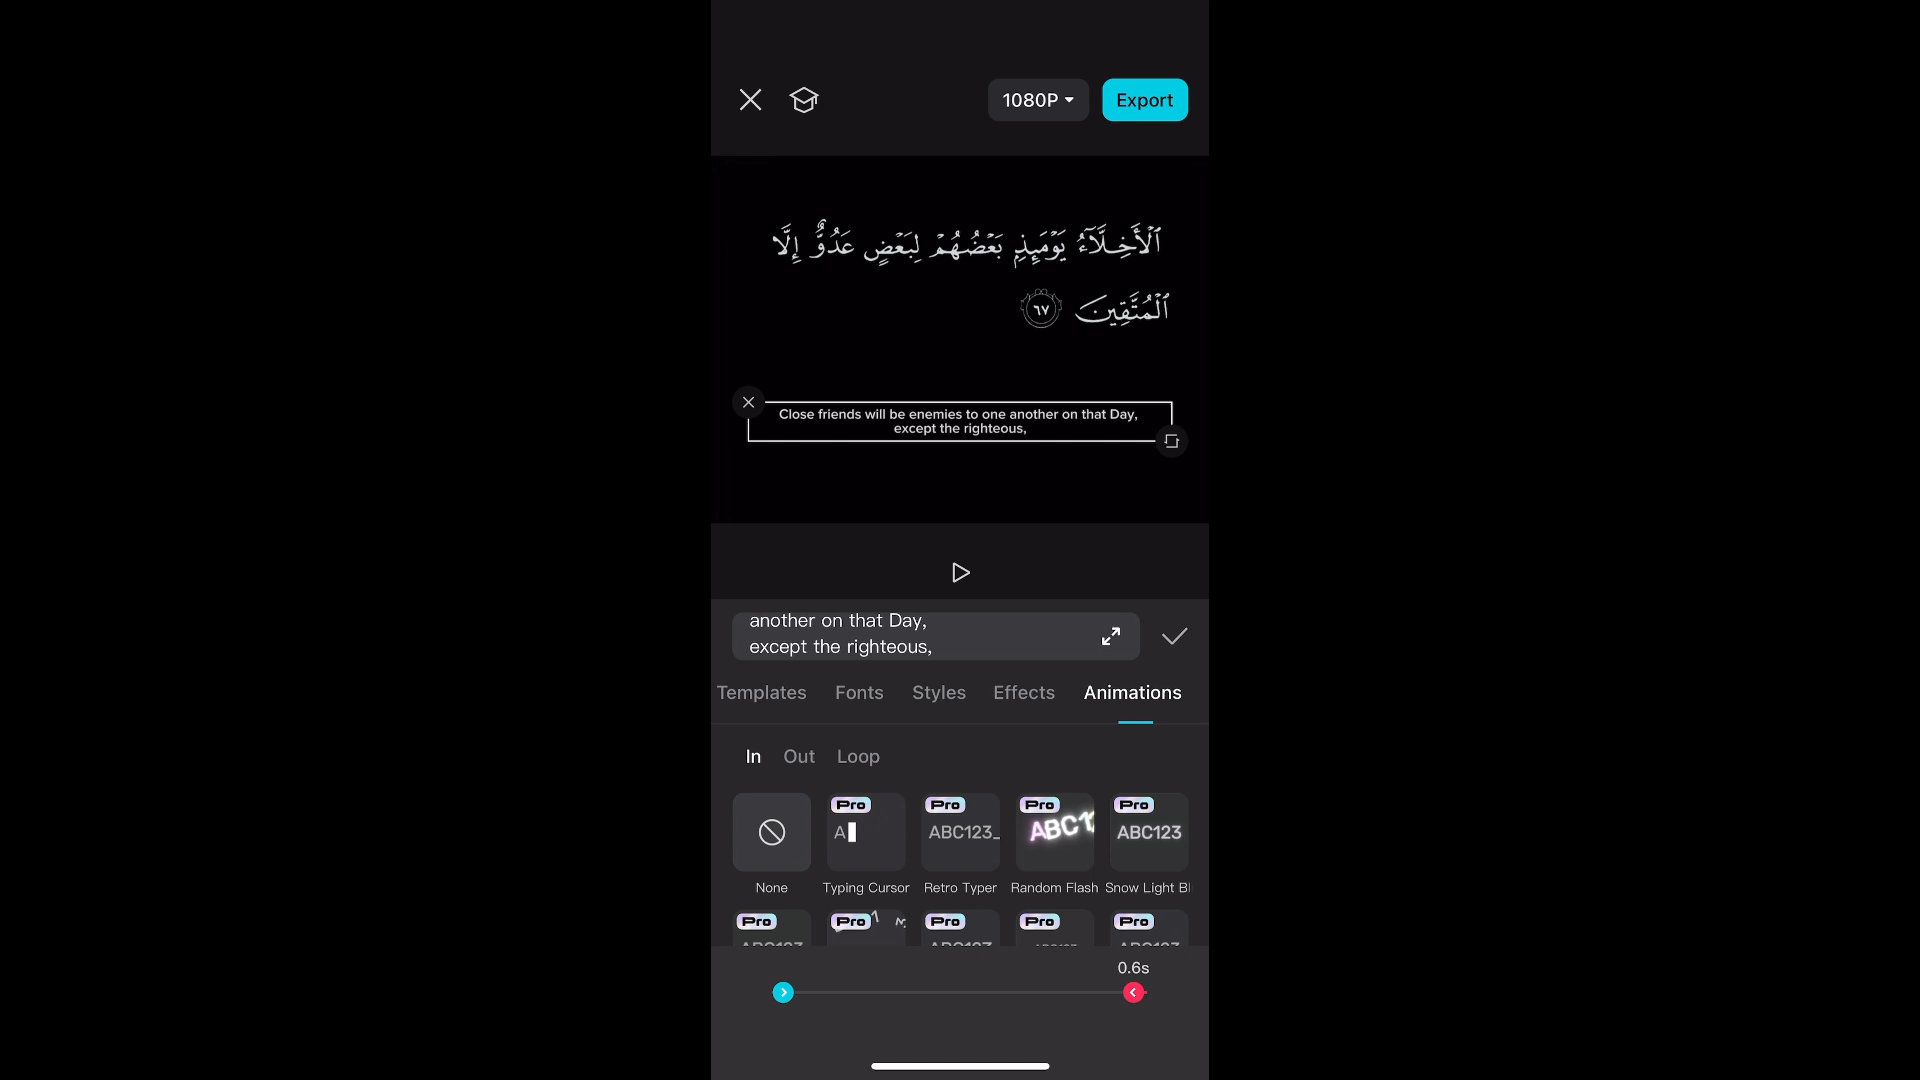 1080P
Export
ٱلْأَخِلَّآءُ يَوْمَئِذٍۭ بَعْضُهُمْ لِبَعْضٍ عَدُوٌّ إِلَّا
ٱلْمُتَّقِينَ ٦٧
Close friends will be enemies to one another on that Day,
except the righteous,
another on that Day,
except the righteous,
Templates Fonts Styles Effects Animations
In Out Loop
Pro Pro Pro Pro
A ABC123_ ABC12 ABC123
None Typing Cursor Retro Typer Random Flash Snow Light Bl
Pro Pro Pro Pro Pro
0.6s